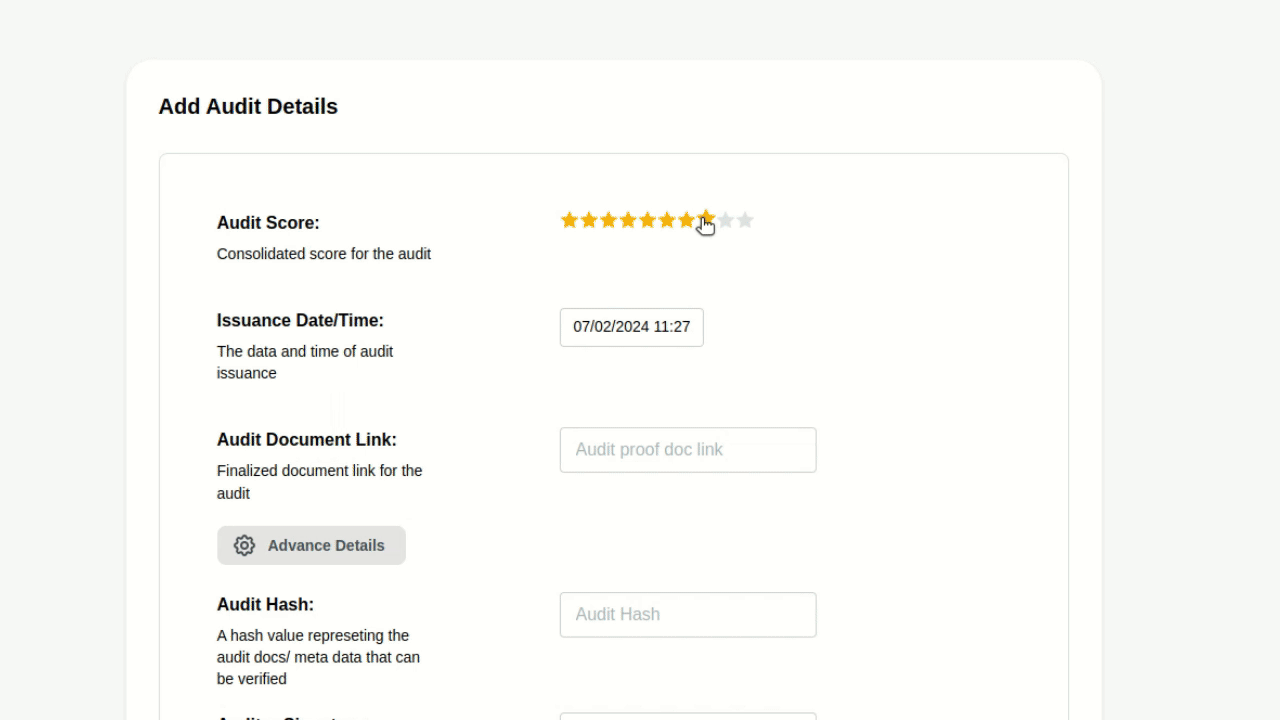 Add Audit Details
Audit Score:
Consolidated score for the audit
Issuance Date/Time:
07/02/2024 11:27
The data and time of audit
issuance
Audit Document Link:
Audit proof doc link
Finalized document link for the
audit
Advance Details
Audit Hash:
Audit Hash
A hash value represeting the
audit docs/ meta data that can
be verified